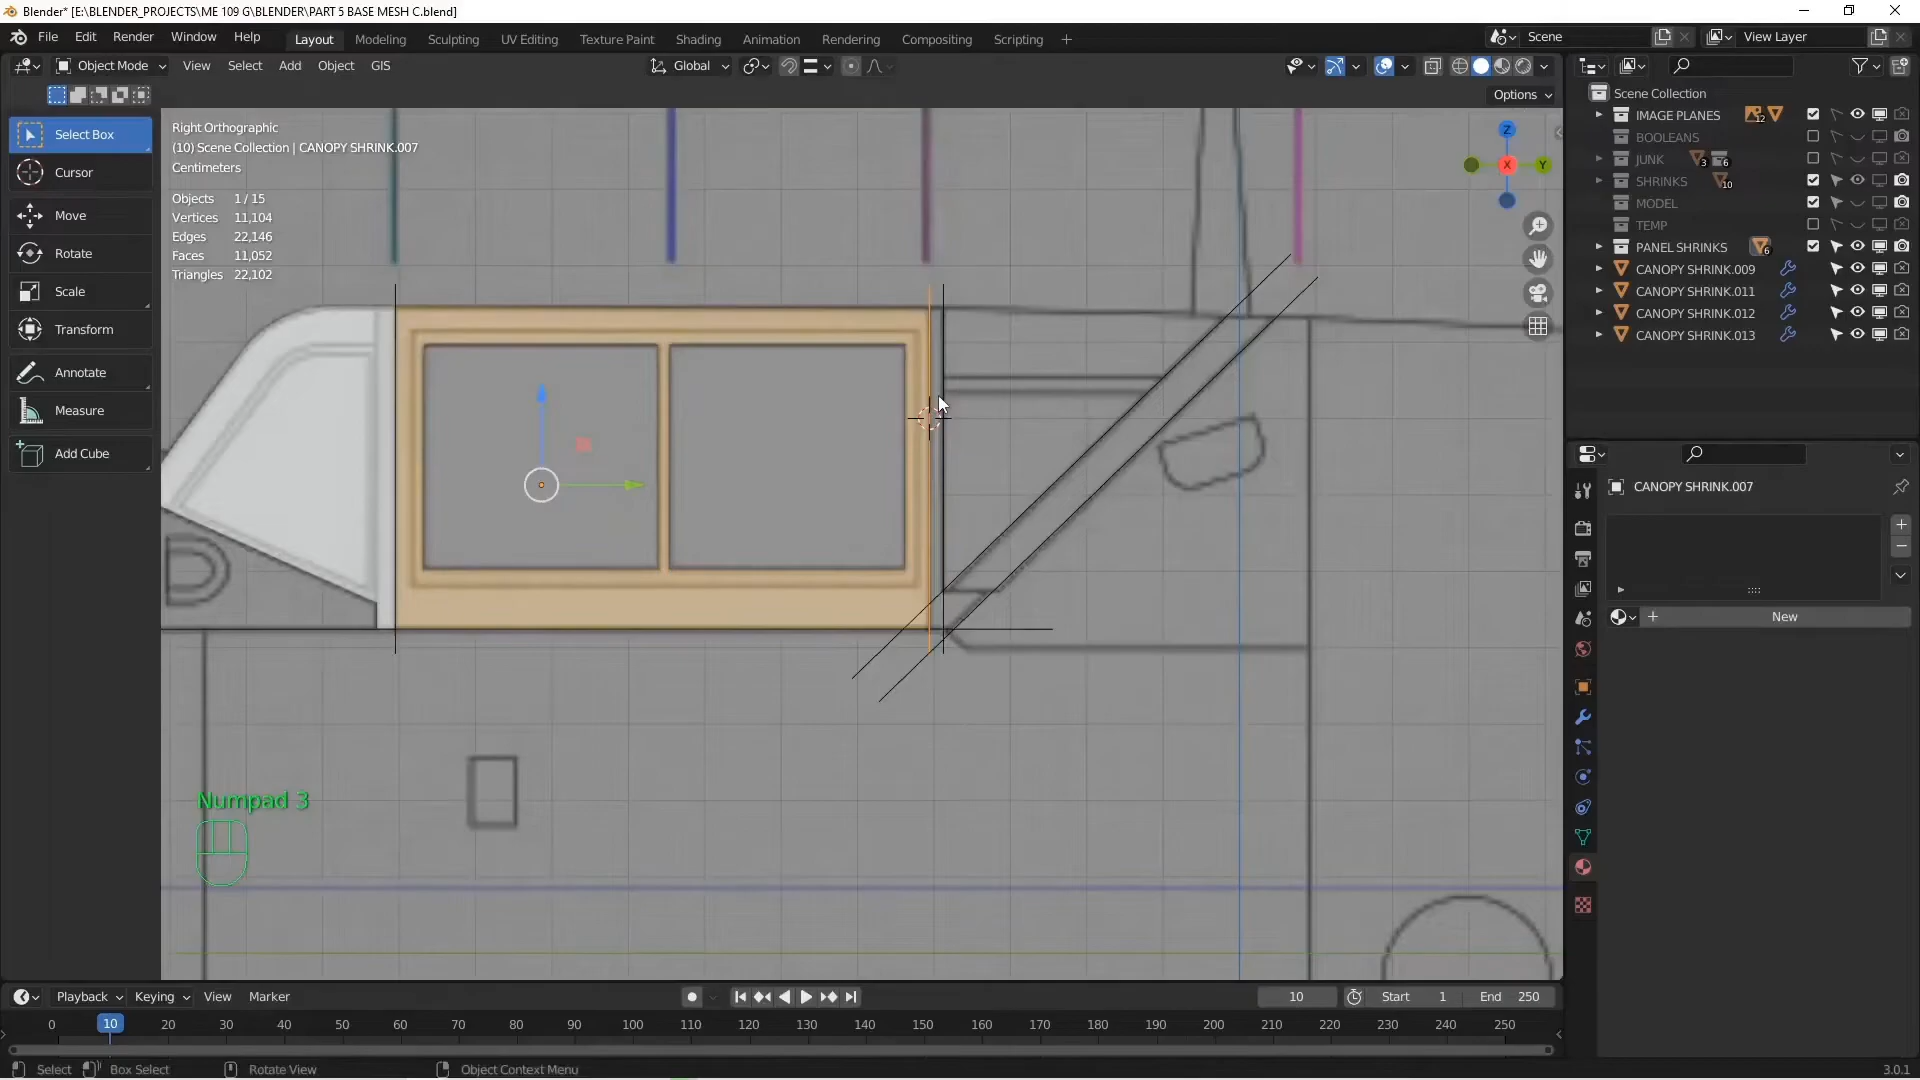 Blender* [E:\BLENDER_PROJECTS\ME 109 G\BLENDER\PART 5 BASE MESH C.blend]
File Edit Render Window Help Layout Modeling Sculpting UV Editing Texture Paint Shading Animation Rendering Compositing Scripting + Scene View Layer
Object Mode View Select Add Object GIS Global
Options
Select Box
Cursor
Move
Rotate
Scale
Transform
Annotate
Measure
Add Cube
Right Orthographic
(10) Scene Collection | CANOPY SHRINK.007
Centimeters
Objects 1 / 15
Vertices 11,104
Edges 22,146
Faces 11,052
Triangles 22,102
Z
X
Y
Numpad 3
Scene Collection
IMAGE PLANES 12
BOOLEANS
JUNK 3 6
SHRINKS 10
MODEL
TEMP
PANEL SHRINKS 6
CANOPY SHRINK.009
CANOPY SHRINK.011
CANOPY SHRINK.012
CANOPY SHRINK.013
CANOPY SHRINK.007
New
Playback Keying View Marker 10 Start 1 End 250
0 10 20 30 40 50 60 70 80 90 100 110 120 130 140 150 160 170 180 190 200 210 220 230 240 250
Select Box Select Rotate View Object Context Menu 3.0.1